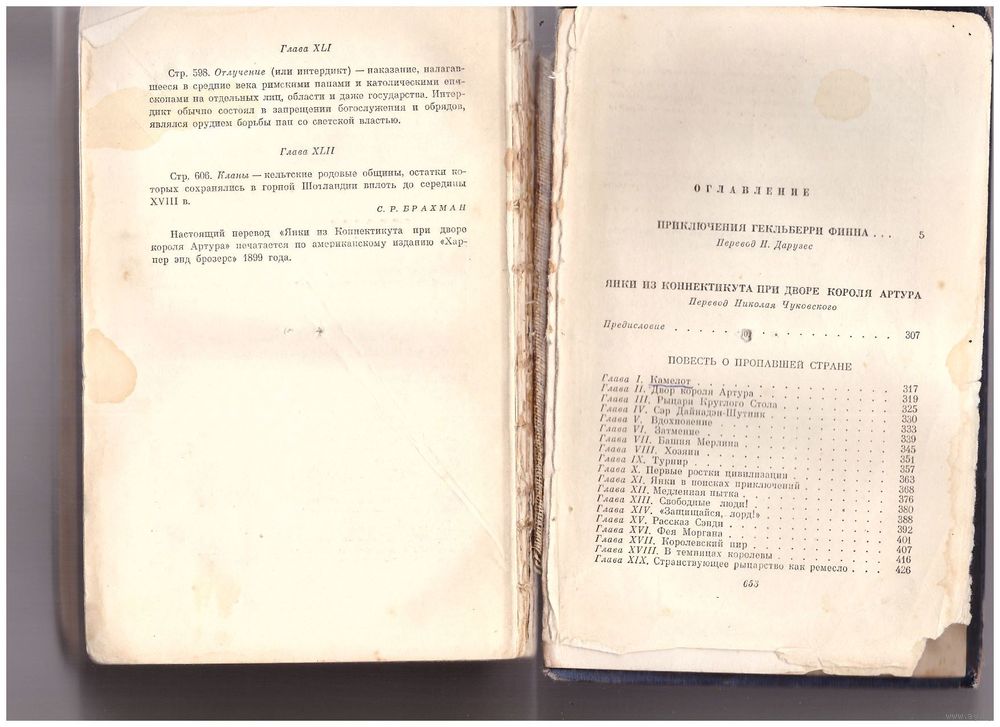 Глава XLI
Стр. 598. Отлучение (или интердикт) — наказание, налагав-
шееся в средние века римскими папами и католическими епи-
скопами на отдельных лиц, области и даже государства. Интер-
дикт обычно состоял в запрещении богослужения и обрядов,
являлся орудием борьбы пап со светской властью.
Глава XLII
Стр. 606. Кланы — кельтские родовые общины, остатки ко-
торых сохранялись в горной Шотландии вплоть до середины
XVIII в.
С. Р. БРАХМАН
Настоящий перевод «Янки из Коннектикута при дворе
короля Артура» печатается по американскому изданию «Хар-
пер энд брозерс» 1899 года.
ОГЛАВЛЕНИЕ
ПРИКЛЮЧЕНИЯ ГЕКЛЬБЕРРИ ФИННА . . . 5
Перевод Н. Дарузес
ЯНКИ ИЗ КОННЕКТИКУТА ПРИ ДВОРЕ КОРОЛЯ АРТУРА
Перевод Николая Чуковского
Предисловие . . . . . . . . . . . . . . . . 307
ПОВЕСТЬ О ПРОПАВШЕЙ СТРАНЕ
Глава I. Камелот . . . . . . . . . . . . . . 317
Глава II. Двор короля Артура . . . . . . . . . . 319
Глава III. Рыцари Круглого Стола . . . . . . . . 325
Глава IV. Сэр Дайнадэн-Шутник . . . . . . . . . 330
Глава V. Вдохновение . . . . . . . . . . . . 333
Глава VI. Затмение . . . . . . . . . . . . . 339
Глава VII. Башня Мерлина . . . . . . . . . . . 345
Глава VIII. Хозяин . . . . . . . . . . . . . 351
Глава IX. Турнир . . . . . . . . . . . . . . 357
Глава X. Первые ростки цивилизации . . . . . . . 363
Глава XI. Янки в поисках приключений . . . . . . 368
Глава XII. Медленная пытка . . . . . . . . . . 376
Глава XIII. Свободные люди! . . . . . . . . . . 380
Глава XIV. «Защищайся, лорд!» . . . . . . . . . 388
Глава XV. Рассказ Сэнди . . . . . . . . . . . 392
Глава XVI. Фея Моргана . . . . . . . . . . . . 401
Глава XVII. Королевский пир . . . . . . . . . . 407
Глава XVIII. В темницах королевы . . . . . . . . 416
Глава XIX. Странствующее рыцарство как ремесло . . . 426
653